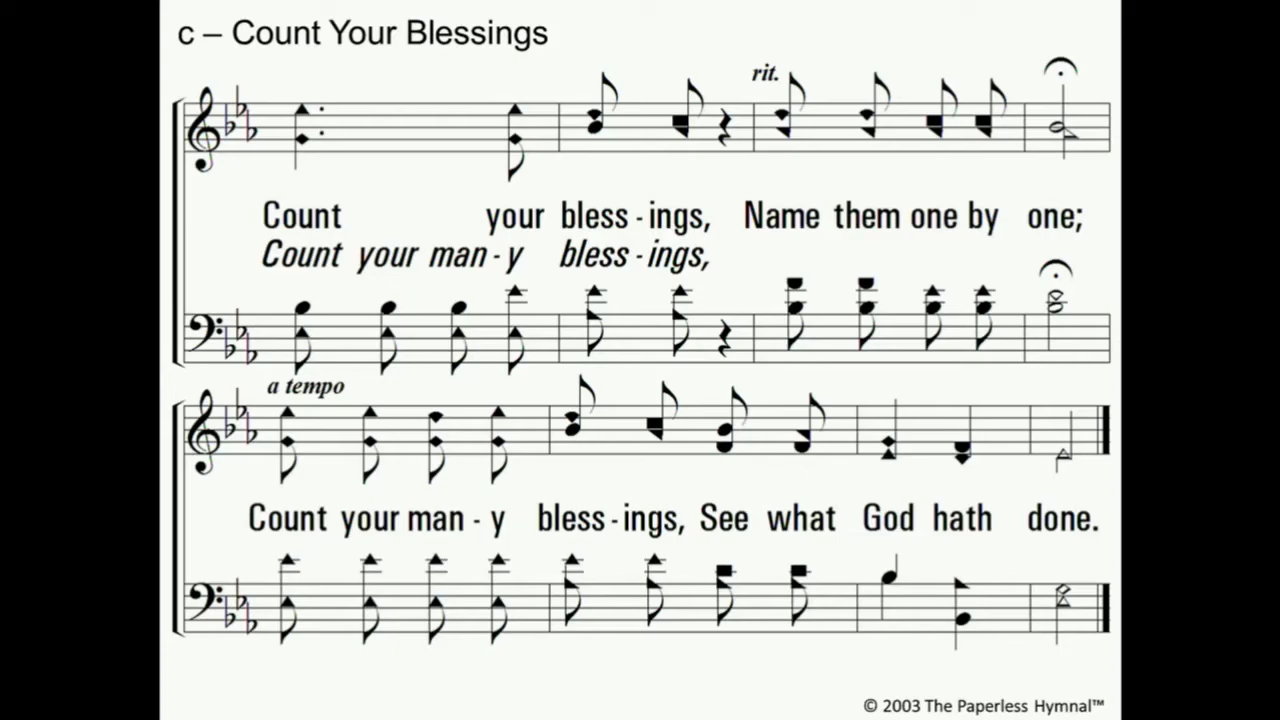 c – Count Your Blessings
rit.
Count your bless - ings, Name them one by one;
Count your man - y bless - ings,
a tempo
Count your man - y bless - ings, See what God hath done.
© 2003 The Paperless Hymnal™